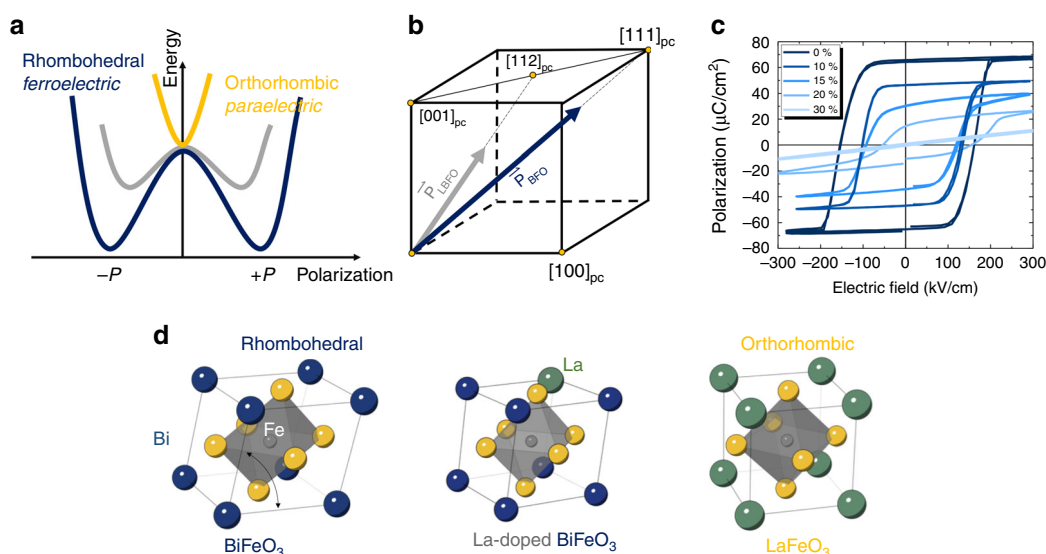 a
Rhombohedral
ferroelectric
Energy
Orthorhombic
paraelectric
–P
+P
Polarization
b
[111]pc
[112]pc
[001]pc
P⃗LBFO
P⃗BFO
[100]pc
c
Polarization (µC/cm²)
80
60
40
20
0
–20
–40
–60
–80
0 %
10 %
15 %
20 %
30 %
–300 –200 –100 0 100 200 300
Electric field (kV/cm)
d
Rhombohedral
Bi
Fe
BiFeO₃
La
La-doped BiFeO₃
Orthorhombic
LaFeO₃